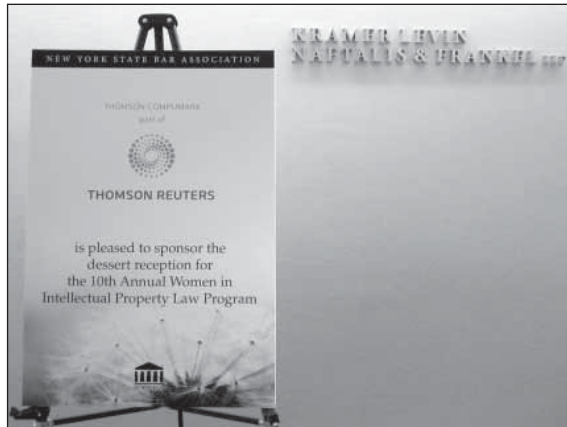 NEW YORK STATE BAR ASSOCIATION
THOMSON COMPUMARK
part of
THOMSON REUTERS
is pleased to sponsor the
dessert reception for
the 10th Annual Women in
Intellectual Property Law Program
KRAMER LEVIN
NAFTALIS & FRANKEL LLP